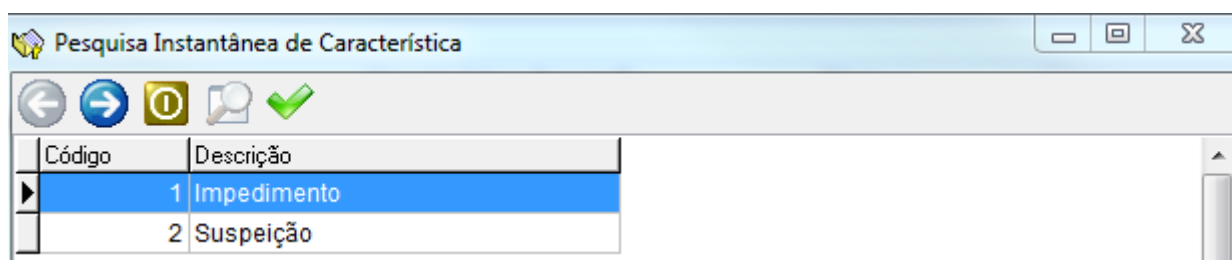 Pesquisa Instantânea de Característica
Código Descrição
1 Impedimento
2 Suspeição